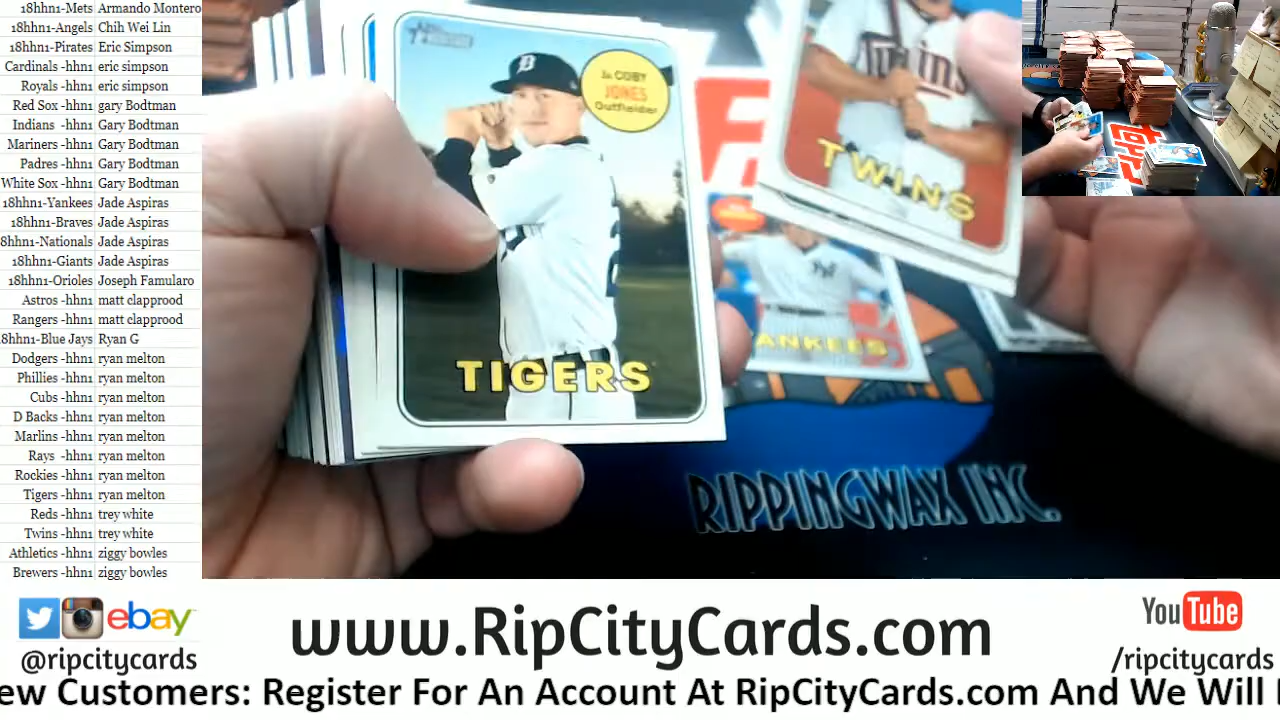 18hhn1-Mets Armando Montero
18hhn1-Angels Chih Wei Lin
18hhn1-Pirates Eric Simpson
Cardinals -hhn1 eric simpson
Royals -hhn1 eric simpson
Red Sox -hhn1 gary Bodtman
Indians -hhn1 Gary Bodtman
Mariners -hhn1 Gary Bodtman
Padres -hhn1 Gary Bodtman
White Sox -hhn1 Gary Bodtman
18hhn1-Yankees Jade Aspiras
18hhn1-Braves Jade Aspiras
8hhn1-Nationals Jade Aspiras
18hhn1-Giants Jade Aspiras
18hhn1-Orioles Joseph Famularo
Astros -hhn1 matt clapprood
Rangers -hhn1 matt clapprood
8hhn1-Blue Jays Ryan G
Dodgers -hhn1 ryan melton
Phillies -hhn1 ryan melton
Cubs -hhn1 ryan melton
D Backs -hhn1 ryan melton
Marlins -hhn1 ryan melton
Rays -hhn1 ryan melton
Rockies -hhn1 ryan melton
Tigers -hhn1 ryan melton
Reds -hhn1 trey white
Twins -hhn1 trey white
Athletics -hhn1 ziggy bowles
Brewers -hhn1 ziggy bowles
JaCOBY
JONES
Outfielder
TIGERS
TWINS
YANKEES
RIPPINGWAX INC.
ebay
@ripcitycards
www.RipCityCards.com
YouTube
/ripcitycards
ew Customers: Register For An Account At RipCityCards.com And We Will